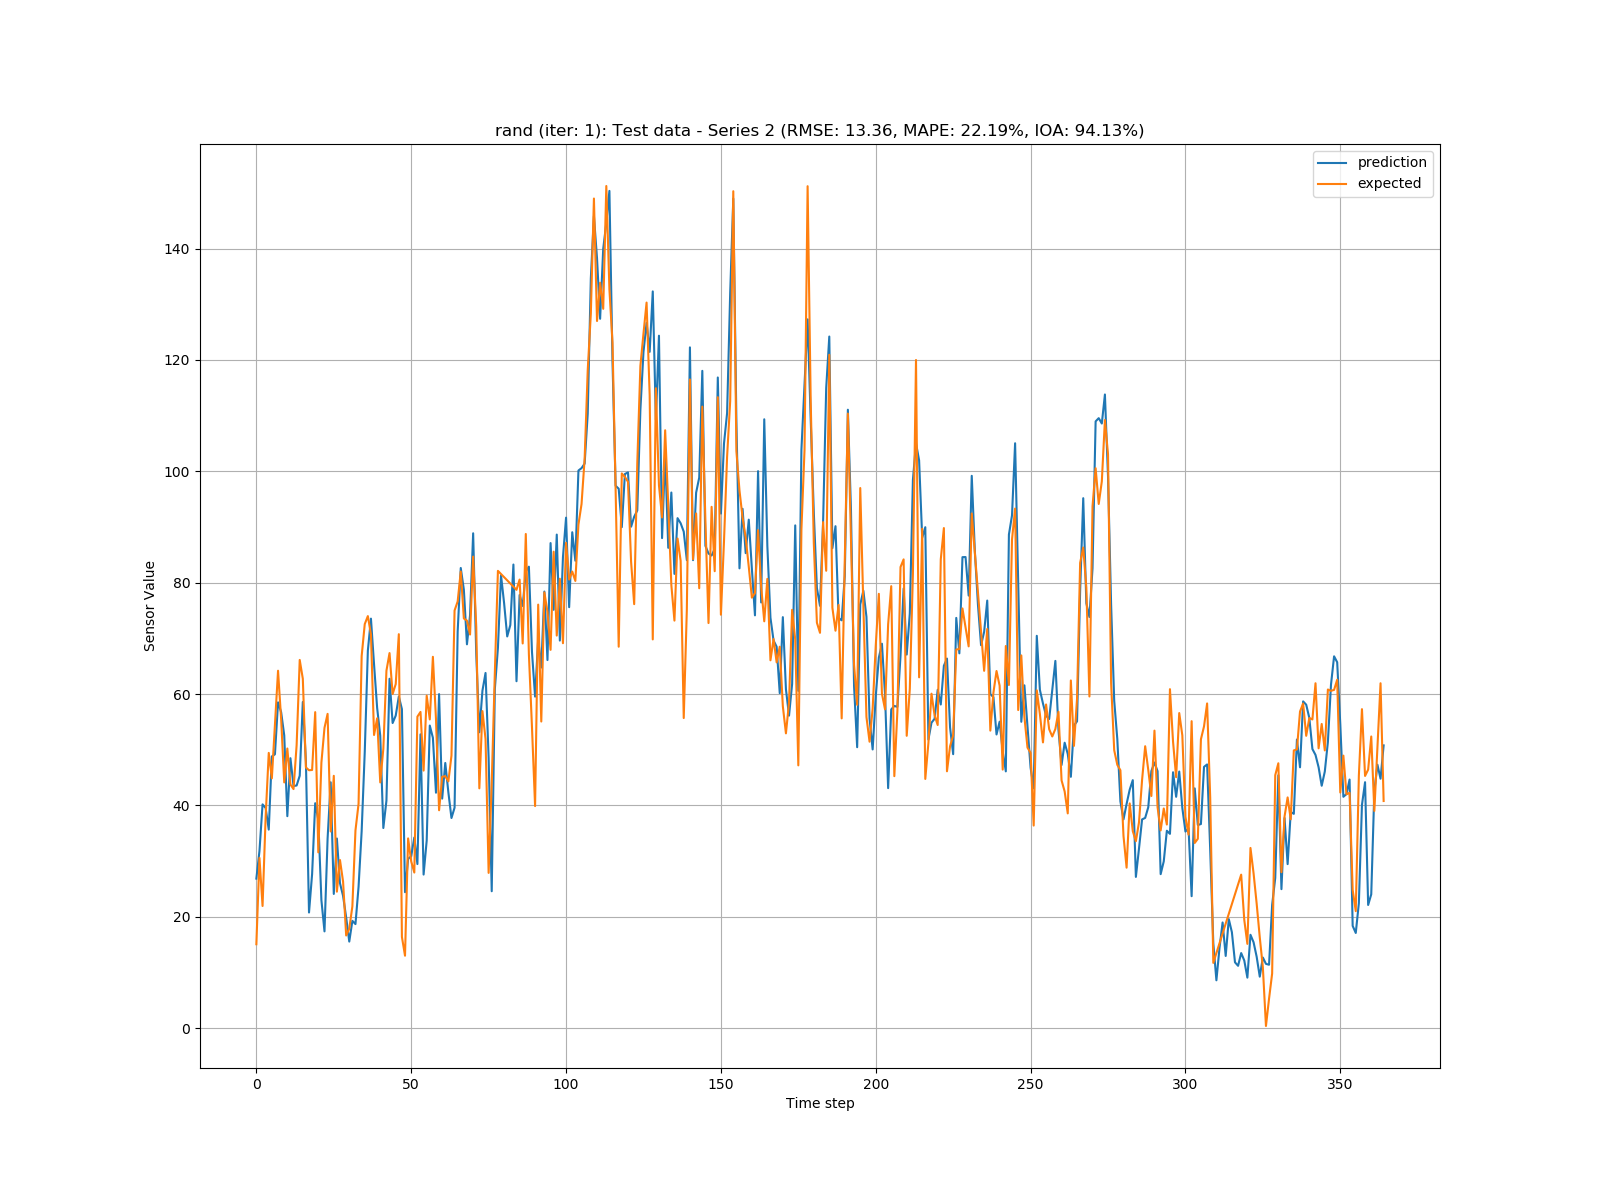 rand (iter: 1): Test data - Series 2 (RMSE: 13.36, MAPE: 22.19%, IOA: 94.13%)
prediction
expected
140
120
100
80
60
40
20
0
Sensor Value
0 50 100 150 200 250 300 350
Time step